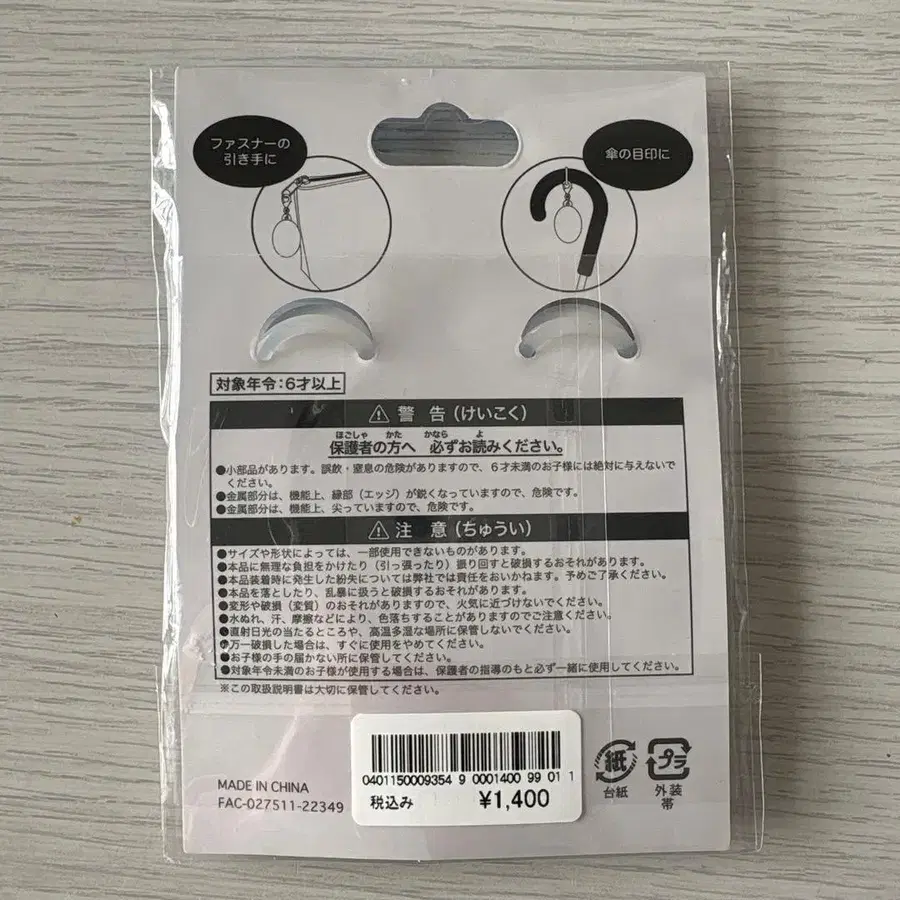 ファスナーの
引き手に
傘の目印に
対象年令：6才以上
警 告（けいこく）
ほごしゃ かた かなら よ
保護者の方へ 必ずお読みください。
●小部品があります。誤飲・窒息の危険がありますので、6才未満のお子様には絶対に与えないで
ください。
●金属部分は、機能上、縁部（エッジ）が鋭くなっていますので、危険です。
●金属部分は、機能上、尖っていますので、危険です。
注 意（ちゅうい）
●サイズや形状によっては、一部使用できないものがあります。
●本品に無理な負担をかけたり（引っ張ったり）振り回すと破損するおそれがあります。
●本品装着時に発生した紛失については弊社では責任をおいかねます。予めご了承ください。
●本品を落としたり、乱暴に扱うと破損するおそれがあります。
●変形や破損（変質）のおそれがありますので、火気に近づけないでください。
●水ぬれ、汗、摩擦などにより、色落ちすることがありますのでご注意ください。
●直射日光の当たるところや、高温多湿な場所に保管しないでください。
●万一破損した場合は、すぐに使用をやめてください。
●お子様の手の届かない所に保管してください。
●対象年令未満のお子様が使用する場合は、保護者の指導のもと必ず一緒に使用してください。
※この取扱説明書は大切に保管してください。
MADE IN CHINA
FAC-027511-22349
0401150009354 9 0001400 99 01 1
税込み ¥1,400
紙
台紙
プラ
外装
帯